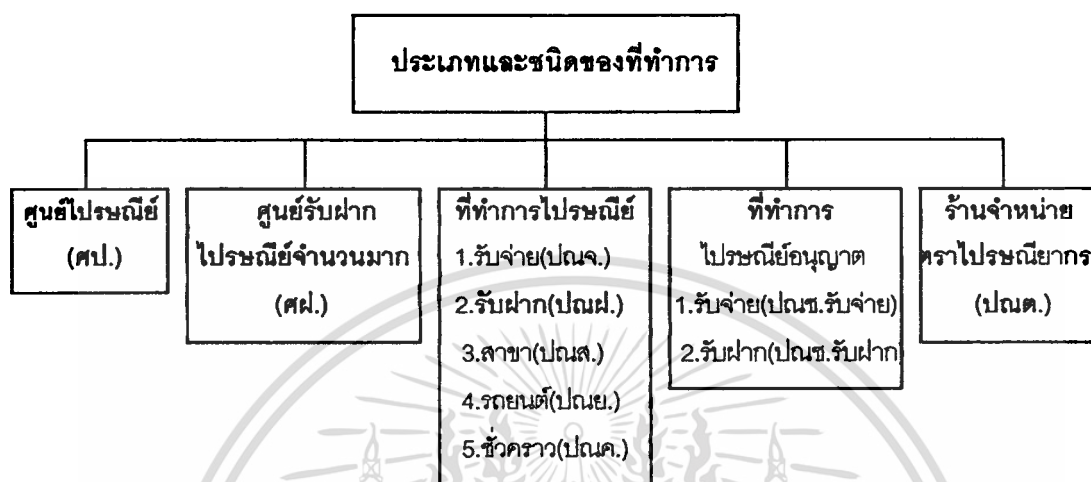 ประเภทและชนิดของที่ทำการ
ศูนย์ไปรษณีย์
(ศป.)
ศูนย์รับฝาก
ไปรษณีย์จำนวนมาก
(ศฝ.)
ที่ทำการไปรษณีย์
1.รับจ่าย(ปณจ.)
2.รับฝาก(ปณฝ.)
3.สาขา(ปณส.)
4.รถยนต์(ปณย.)
5.ชั่วคราว(ปณค.)
ที่ทำการ
ไปรษณีย์อนุญาต
1.รับจ่าย(ปณช.รับจ่าย)
2.รับฝาก(ปณช.รับฝาก)
ร้านจำหน่าย
ตราไปรษณียากร
(ปณต.)